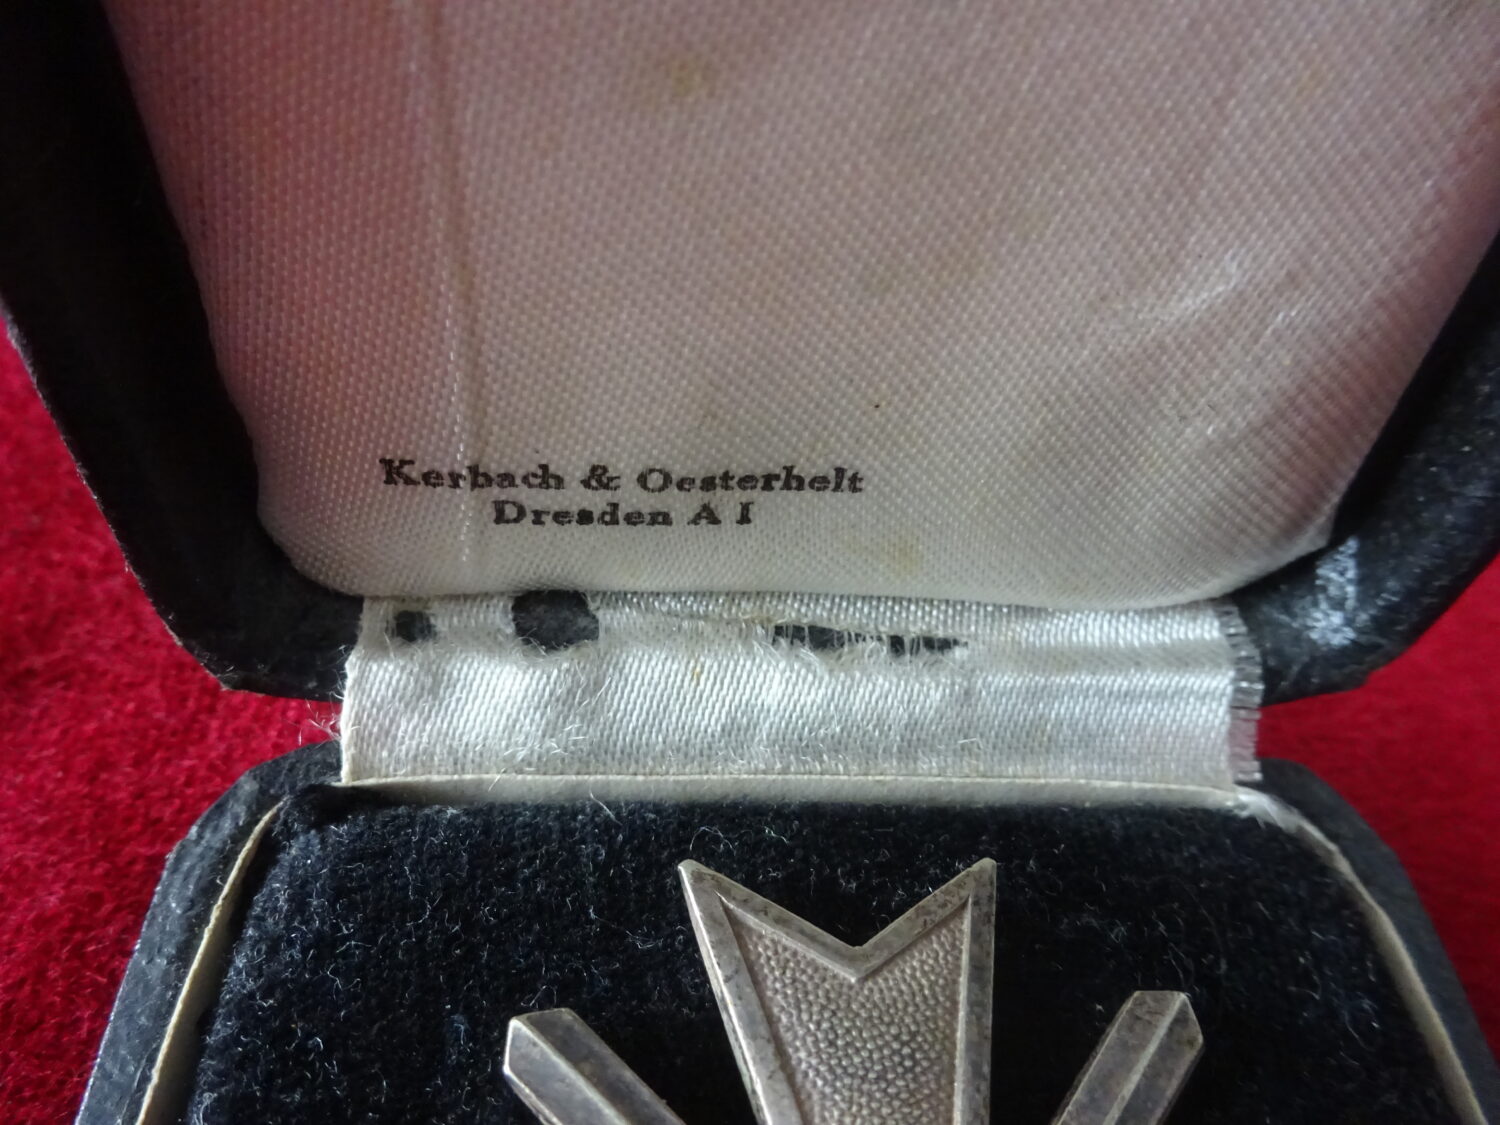 Kerbach & Oesterhelt
Dresden A I